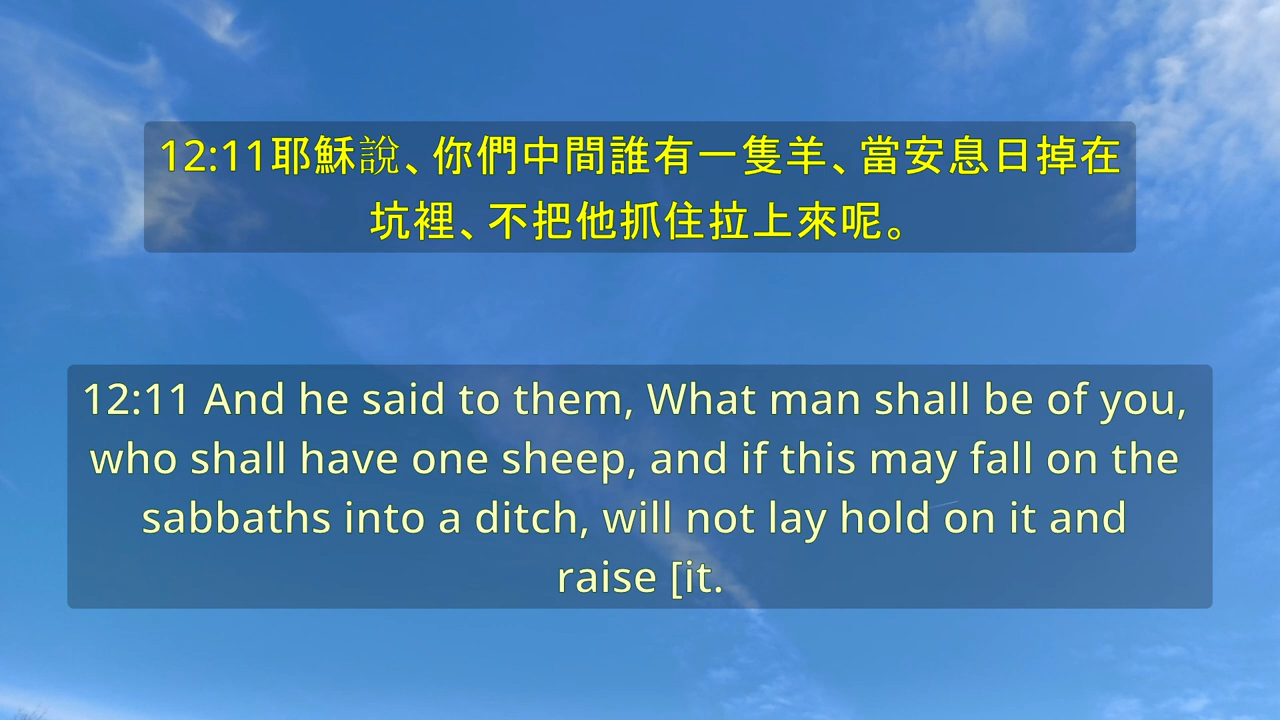 12:11耶穌說、你們中間誰有一隻羊、當安息日掉在
坑裡、不把他抓住拉上來呢。
12:11 And he said to them, What man shall be of you,
who shall have one sheep, and if this may fall on the
sabbaths into a ditch, will not lay hold on it and
raise [it.